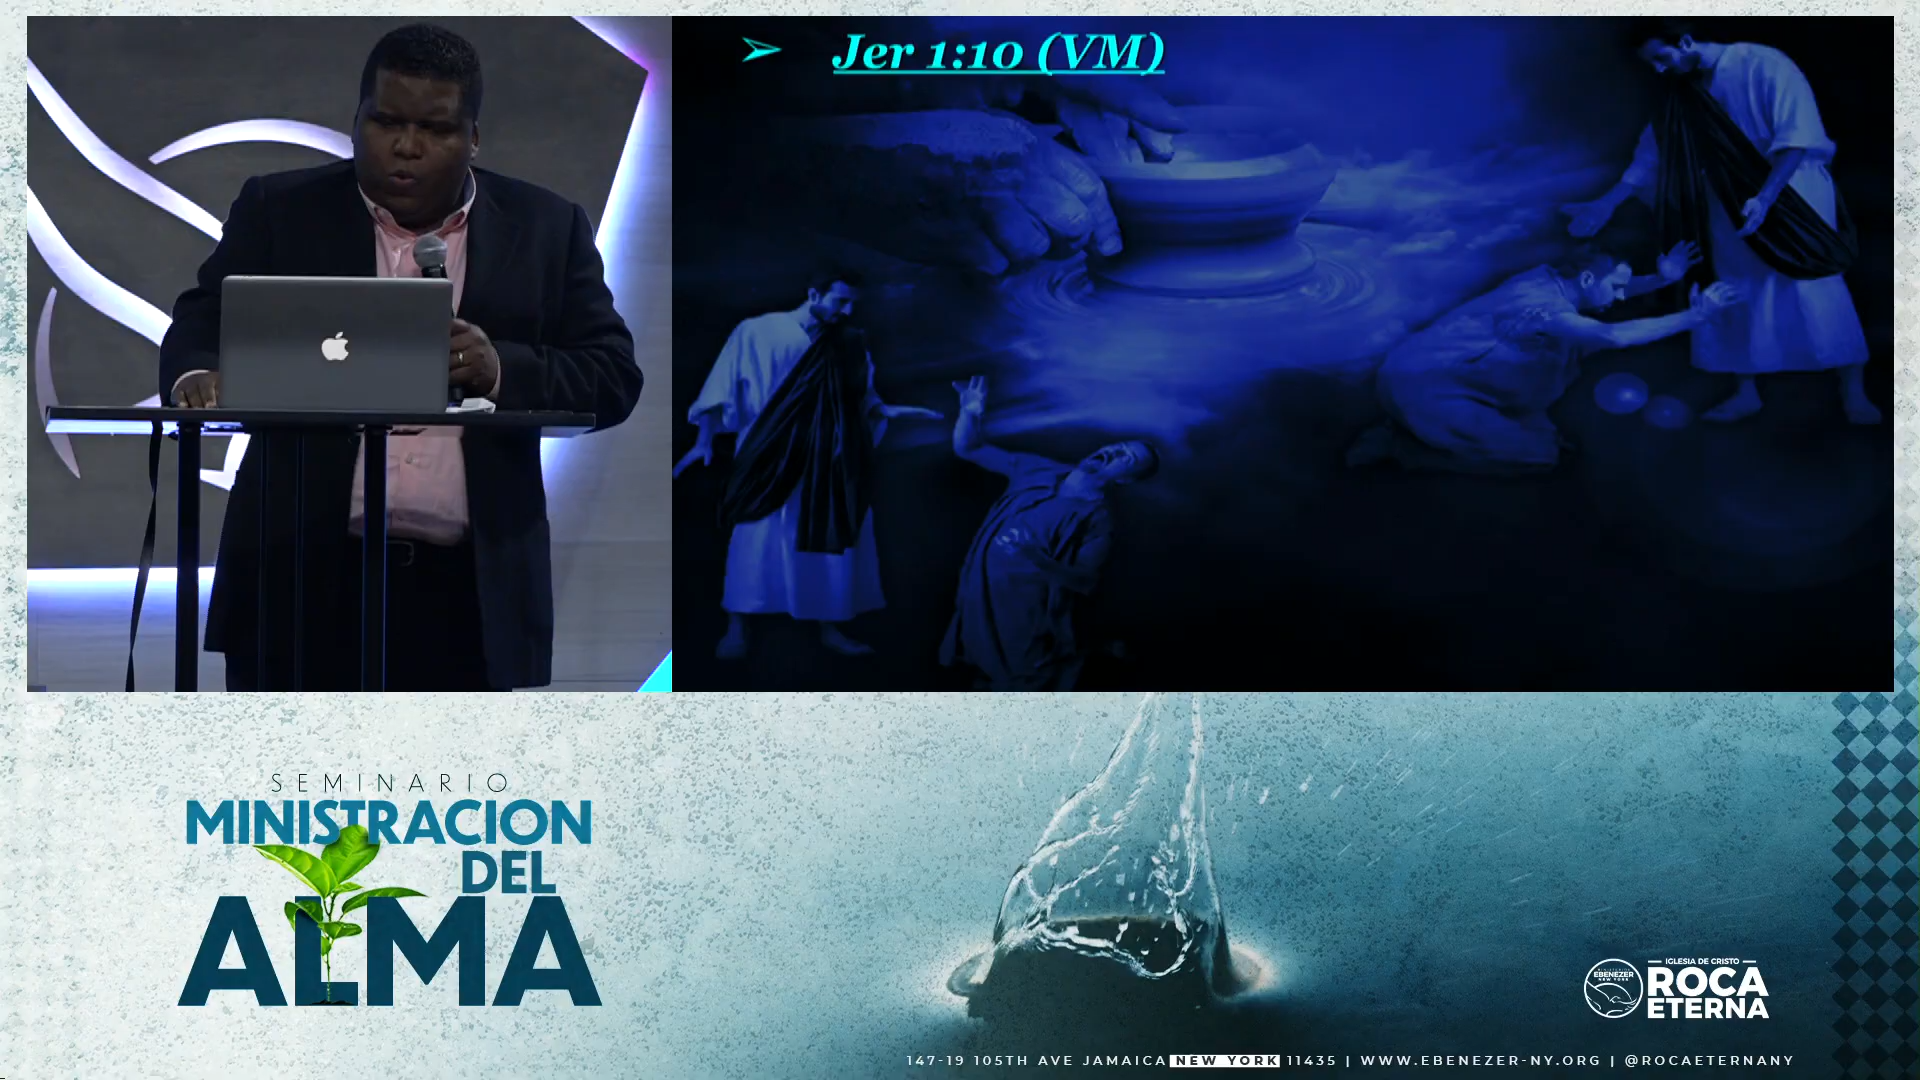 Jer 1:10 (VM)
SEMINARIO
MINISTRACION
DEL
ALMA
EBENEZER
IGLESIA DE CRISTO
ROCA
ETERNA
147-19 105TH AVE JAMAICA NEW YORK 11435 | WWW.EBENEZER-NY.ORG | @ROCAETERNANY